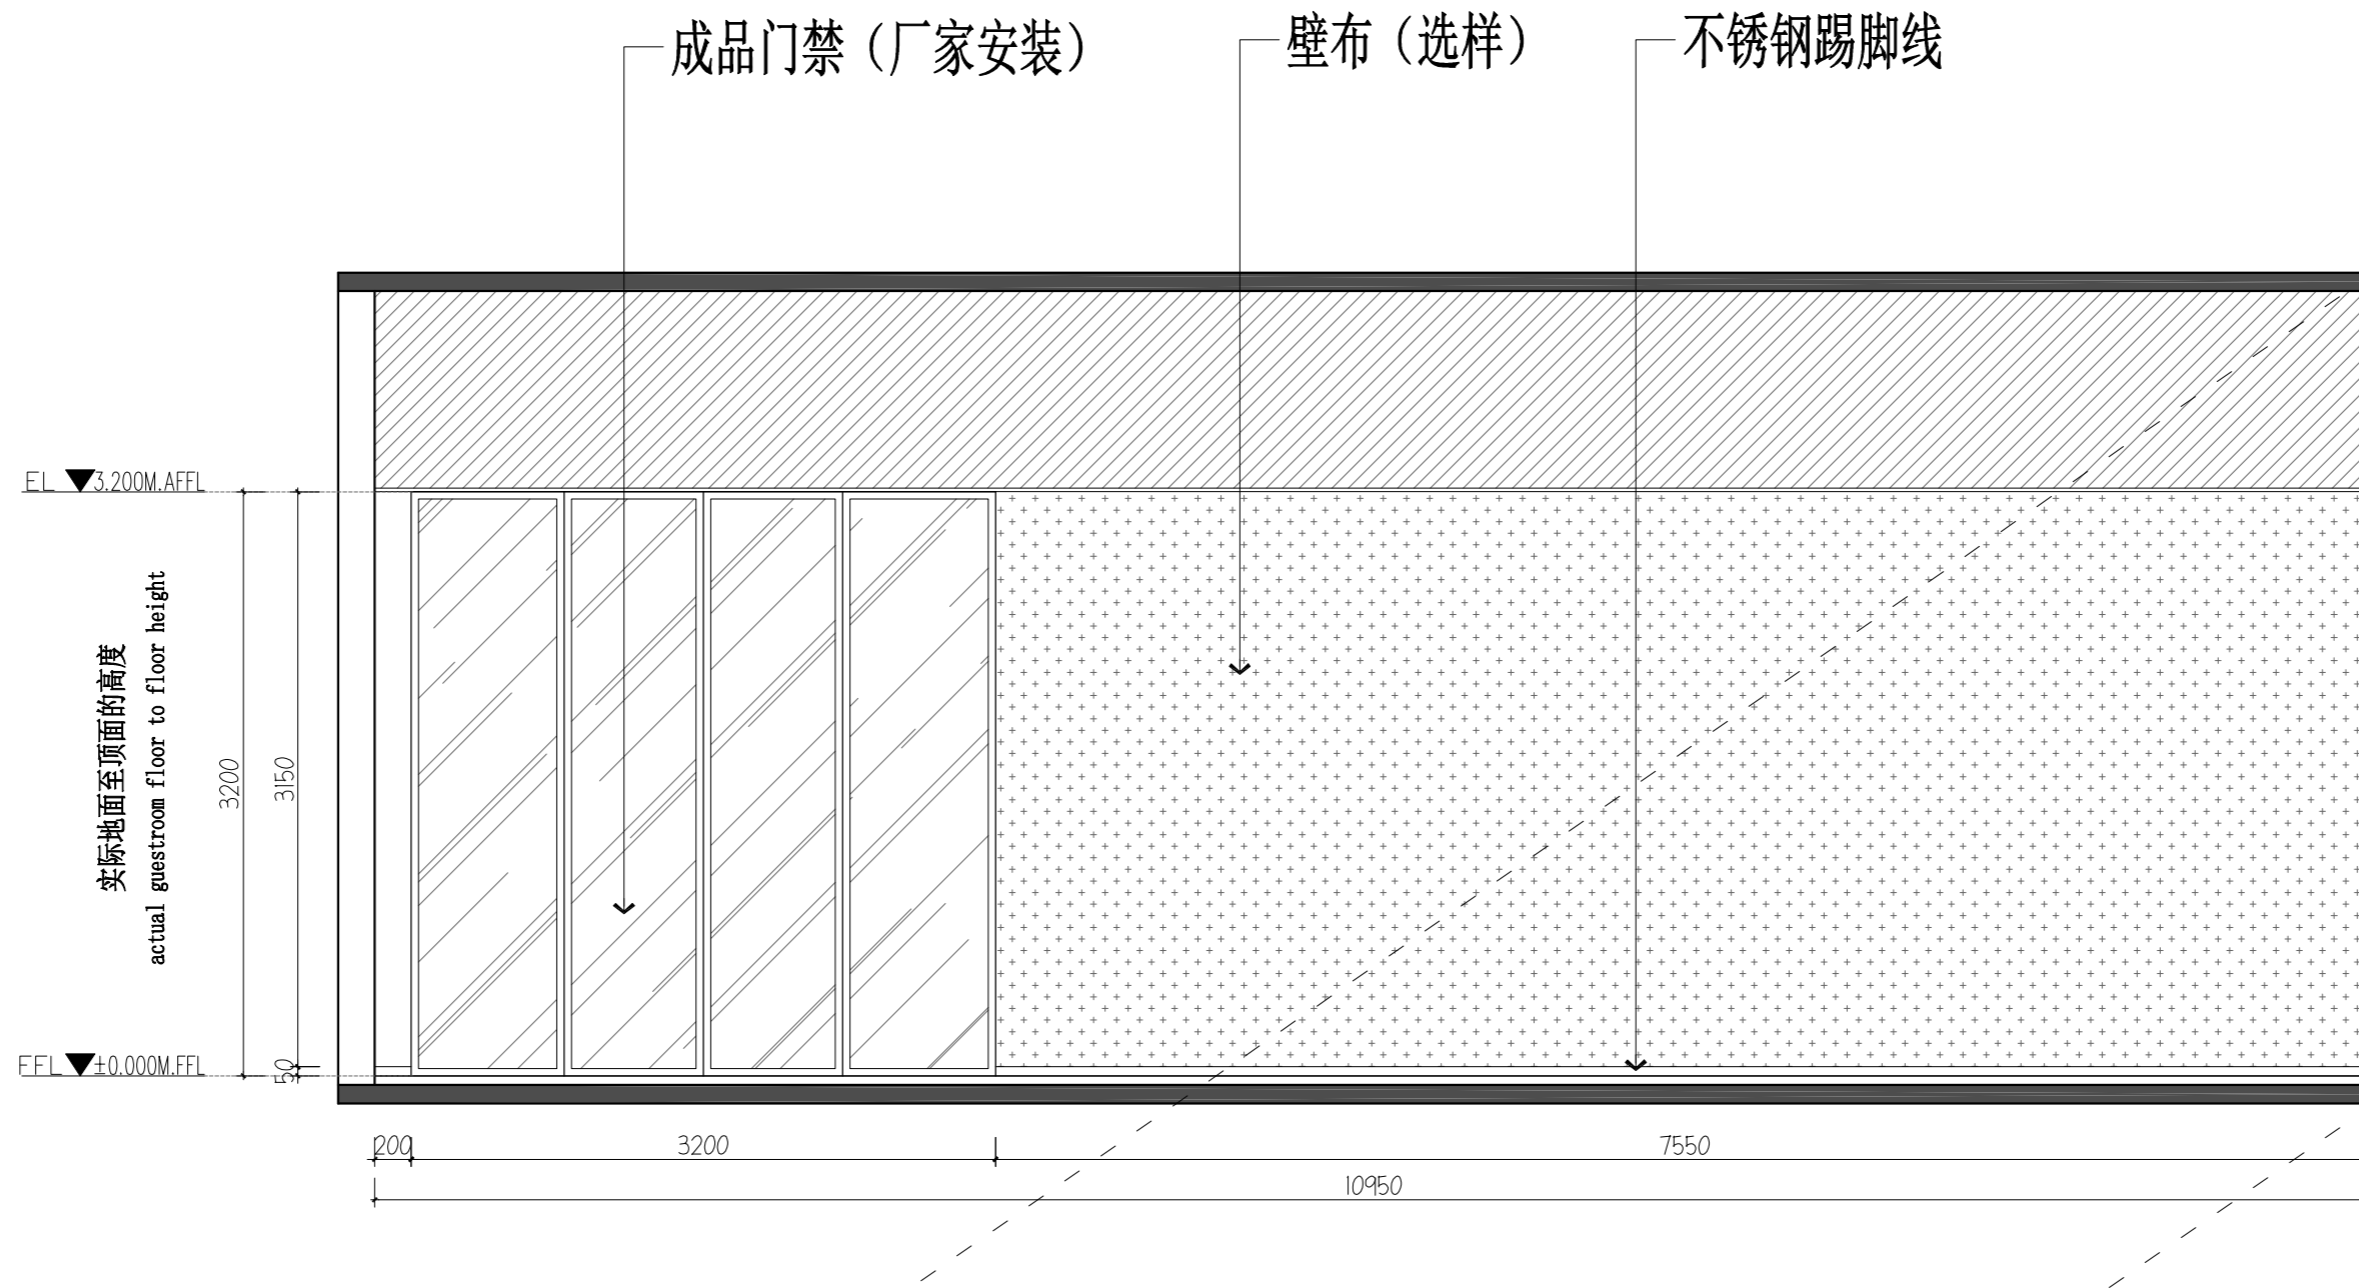 成品门禁（厂家安装）
壁布（选样）
不锈钢踢脚线
EL 3.200M.AFFL
实际地面至顶面的高度
actual guestroom floor to floor height
3200
3150
50
FFL ±0.000M.FFL
200
3200
7550
10950